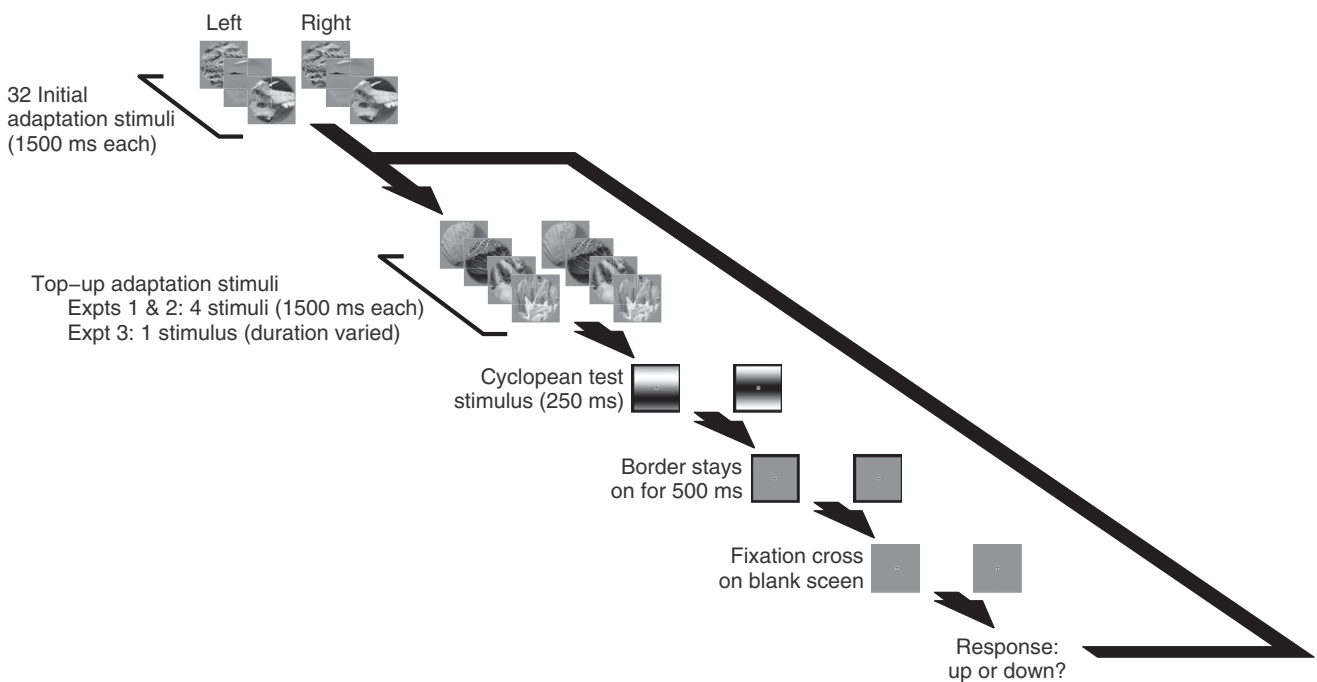 Left
Right
32 Initial
adaptation stimuli
(1500 ms each)
Top−up adaptation stimuli
Expts 1 & 2: 4 stimuli (1500 ms each)
Expt 3: 1 stimulus (duration varied)
Cyclopean test
stimulus (250 ms)
Border stays
on for 500 ms
Fixation cross
on blank sceen
Response:
up or down?